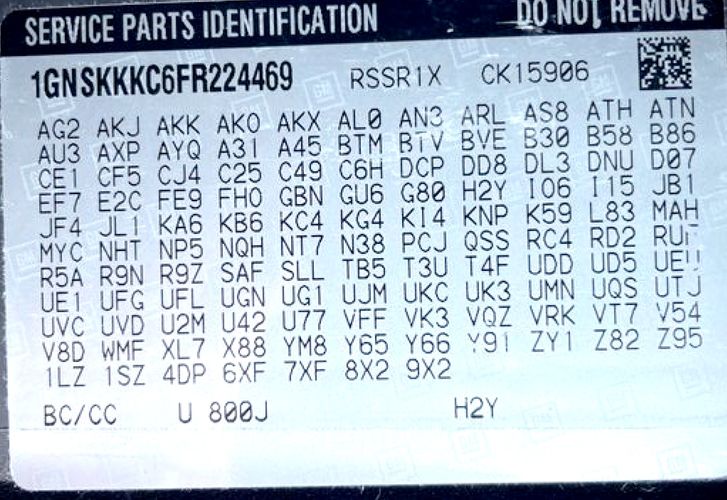 SERVICE PARTS IDENTIFICATION DO NOT REMOVE
1GNSKKKC6FR224469 RSSR1X CK15906
AG2 AKJ AKK AKO AKX AL0 AN3 ARL AS8 ATH ATN
AU3 AXP AYQ A31 A45 BTM BTV BVE B30 B58 B86
CE1 CF5 CJ4 C25 C49 C6H DCP DD8 DL3 DNU D07
EF7 E2C FE9 FHO GBN GU6 G80 H2Y I06 I15 JB1
JF4 JL1 KA6 KB6 KC4 KG4 KI4 KNP K59 L83 MAH
MYC NHT NP5 NQH NT7 N38 PCJ QSS RC4 RD2
R5A R9N R9Z SAF SLL TB5 T3U T4F UDD UD5
UE1 UFG UFL UGN UG1 UJM UKC UK3 UMN UQS UTJ
UVC UVD U2M U42 U77 VFF VK3 VQZ VRK VT7 V54
V8D WMF XL7 X88 YM8 Y65 Y66 Y91 ZY1 Z82 Z95
1LZ 1SZ 4DP 6XF 7XF 8X2 9X2
BC/CC U 800J H2Y